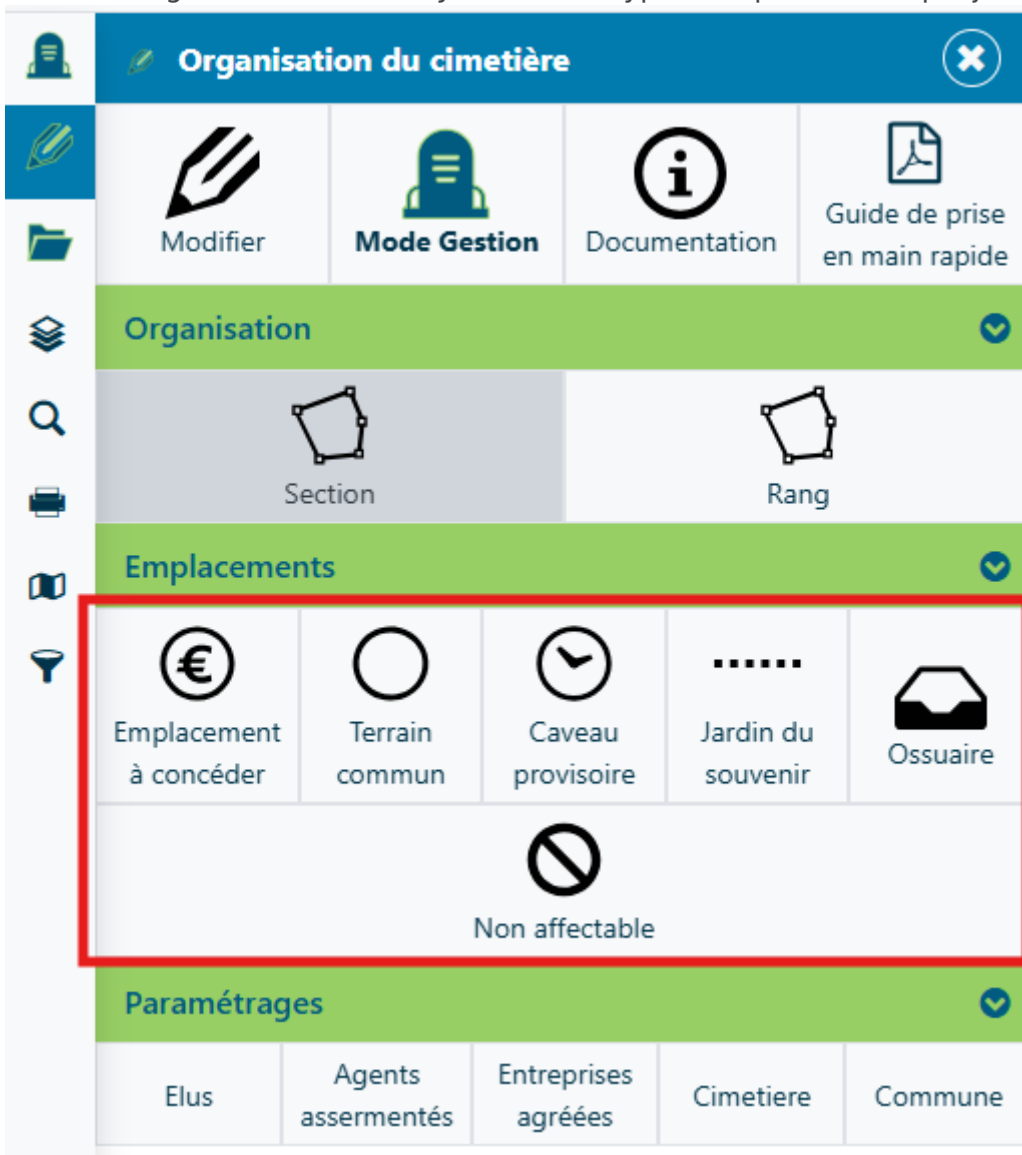 Organisation du cimetière
Modifier
Mode Gestion
Documentation
Guide de prise
en main rapide
Organisation
Section
Rang
Emplacements
Emplacement
à concéder
Terrain
commun
Caveau
provisoire
Jardin du
souvenir
Ossuaire
Non affectable
Paramétrages
Elus
Agents
assermentés
Entreprises
agréées
Cimetiere
Commune